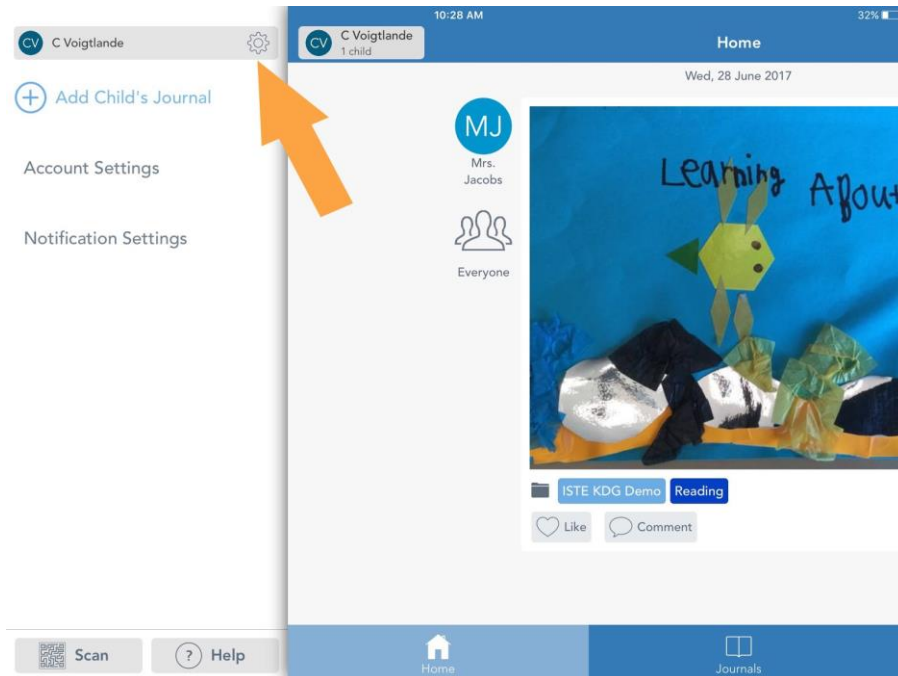 10:28 AM
32%
CV C Voigtlande
Add Child's Journal
Account Settings
Notification Settings
Scan
? Help
CV C Voigtlande
1 child
Home
Wed, 28 June 2017
MJ
Mrs.
Jacobs
Everyone
Learning About
ISTE KDG Demo Reading
Like Comment
Home
Journals